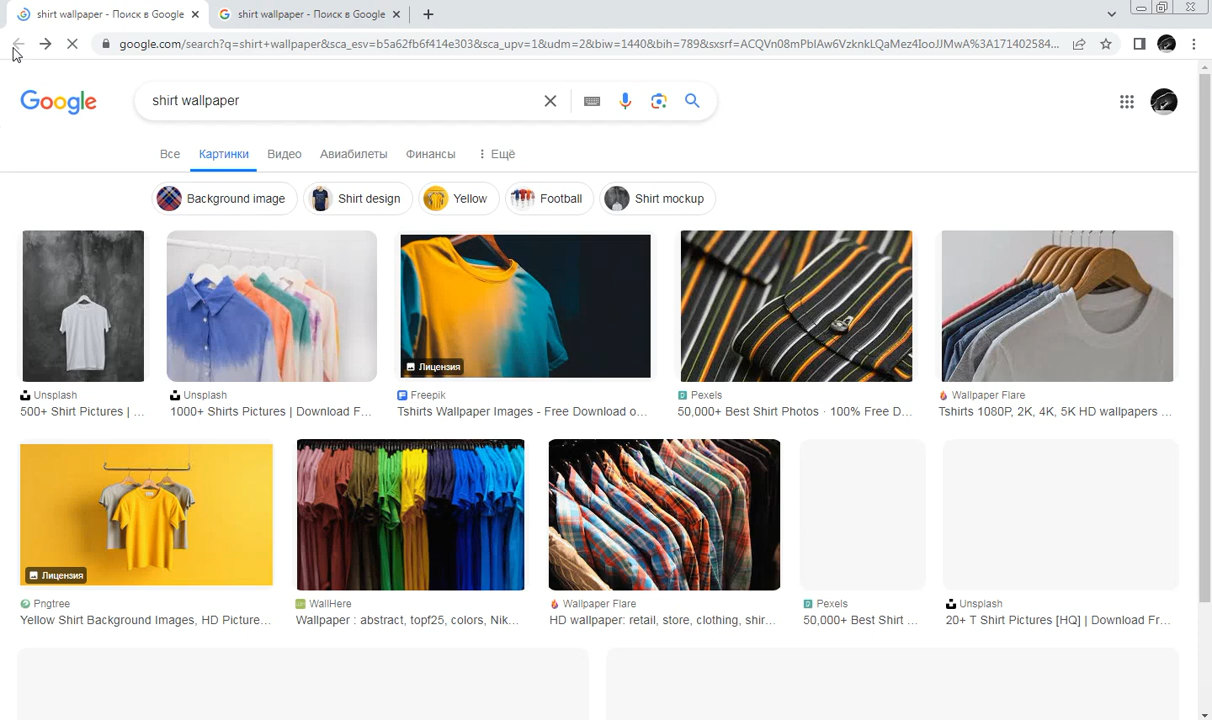 shirt wallpaper - Поиск в Google
shirt wallpaper - Поиск в Google
google.com/search?q=shirt+wallpaper&sca_esv=b5a62fb6f414e303&sca_upv=1&udm=2&biw=1440&bih=789&sxsrf=ACQVn08mPblAw6VzknkLQaMez4IooJJMwA%3A171402584...
Google
shirt wallpaper
Все
Картинки
Видео
Авиабилеты
Финансы
Ещё
Background image
Shirt design
Yellow
Football
Shirt mockup
Лицензия
Unsplash
500+ Shirt Pictures | ...
Unsplash
1000+ Shirts Pictures | Download F...
Freepik
Tshirts Wallpaper Images - Free Download o...
Pexels
50,000+ Best Shirt Photos · 100% Free D...
Wallpaper Flare
Tshirts 1080P, 2K, 4K, 5K HD wallpapers ...
Лицензия
Pngtree
Yellow Shirt Background Images, HD Picture...
WallHere
Wallpaper : abstract, topf25, colors, Nik...
Wallpaper Flare
HD wallpaper: retail, store, clothing, shir...
Pexels
50,000+ Best Shirt ...
Unsplash
20+ T Shirt Pictures [HQ] | Download Fr...